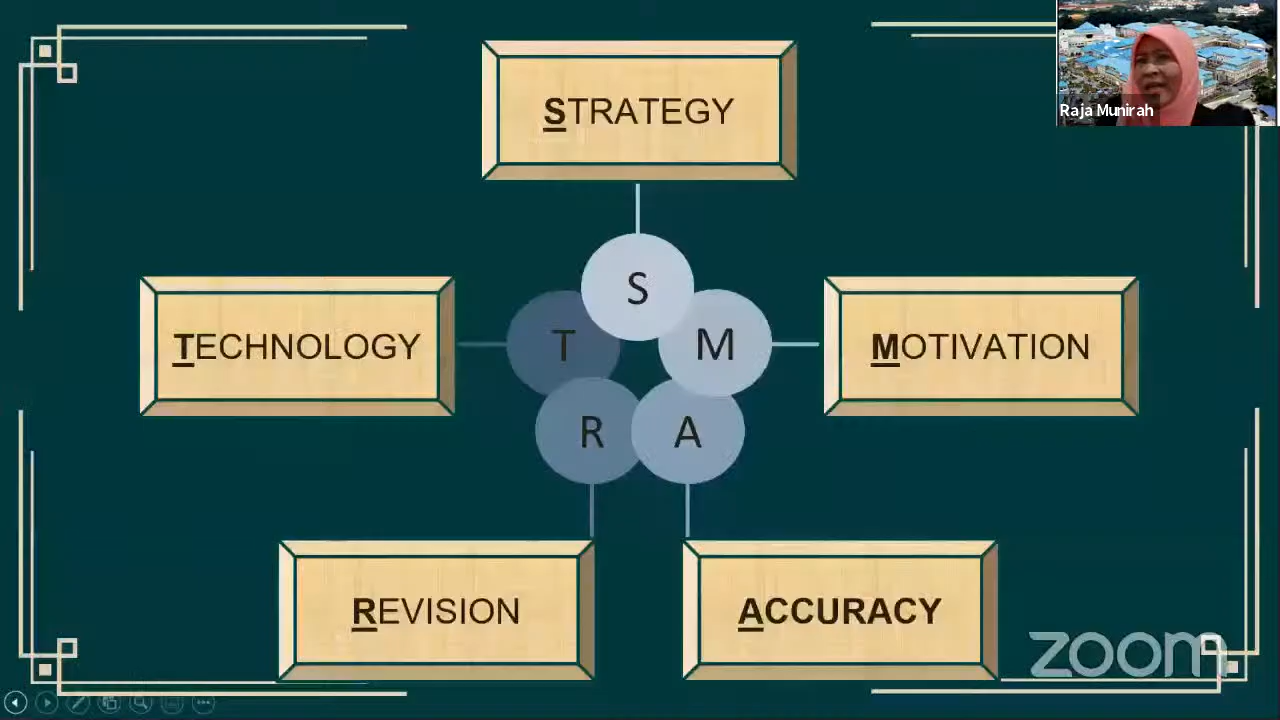 STRATEGY
Raja Munirah
S
TECHNOLOGY
T
M
MOTIVATION
R
A
REVISION
ACCURACY
zoom